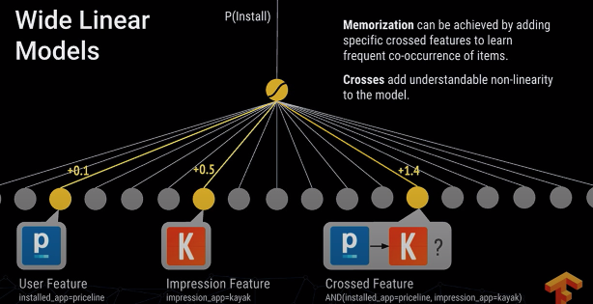 Wide Linear
Models
P(Install)
Memorization can be achieved by adding
specific crossed features to learn
frequent co-occurrence of items.
Crosses add understandable non-linearity
to the model.
+0.1
+0.5
+1.4
p
K
p
K
?
User Feature
installed_app=priceline
Impression Feature
impression_app=kayak
Crossed Feature
AND(installed_app=priceline, impression_app=kayak)